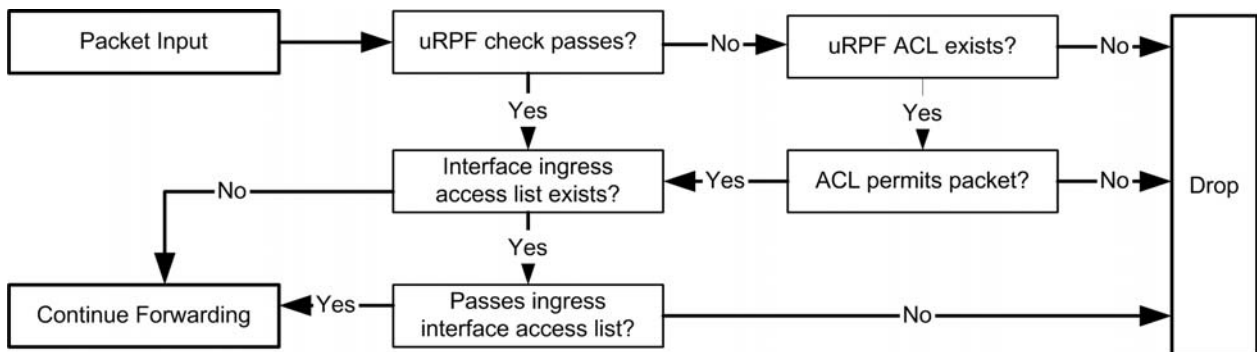 Packet Input
uRPF check passes?
No
uRPF ACL exists?
No
Yes
Yes
Interface ingress
access list exists?
No
Yes
ACL permits packet?
No
Drop
Yes
Continue Forwarding
Yes
Passes ingress
interface access list?
No